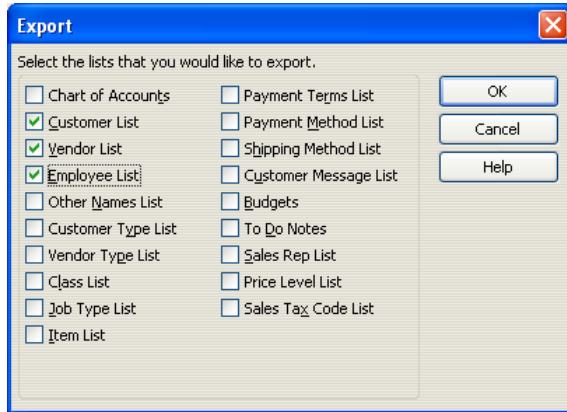 Export
Select the lists that you would like to export.
Chart of Accounts
Customer List
Vendor List
Employee List
Other Names List
Customer Type List
Vendor Type List
Class List
Job Type List
Item List
Payment Terms List
Payment Method List
Shipping Method List
Customer Message List
Budgets
To Do Notes
Sales Rep List
Price Level List
Sales Tax Code List
OK
Cancel
Help